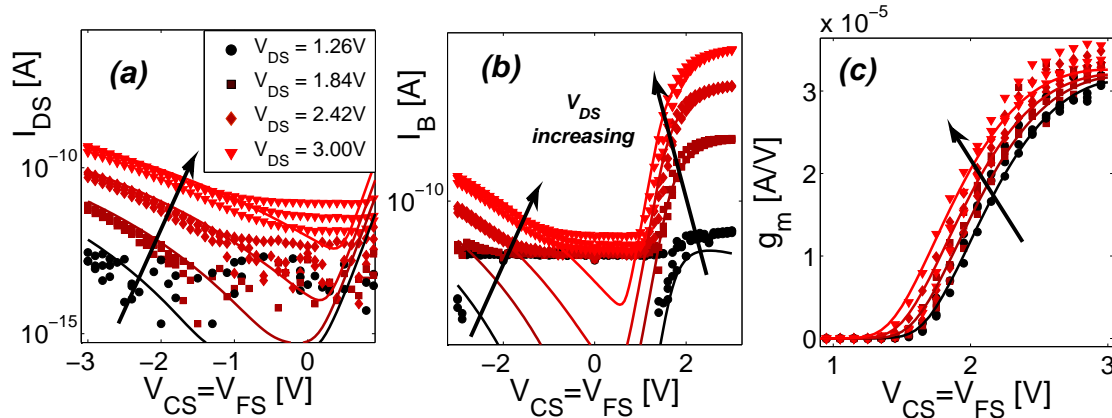 (a)
V_DS = 1.26V
V_DS = 1.84V
V_DS = 2.42V
V_DS = 3.00V
I_DS [A]
10^-10
10^-15
−3
−2
−1
0
V_CS=V_FS [V]
(b)
V_DS
increasing
I_B [A]
10^-10
−2
0
2
V_CS=V_FS [V]
x 10^-5
(c)
g_m [A/V]
3
2
1
0
1
2
3
V_CS=V_FS [V]